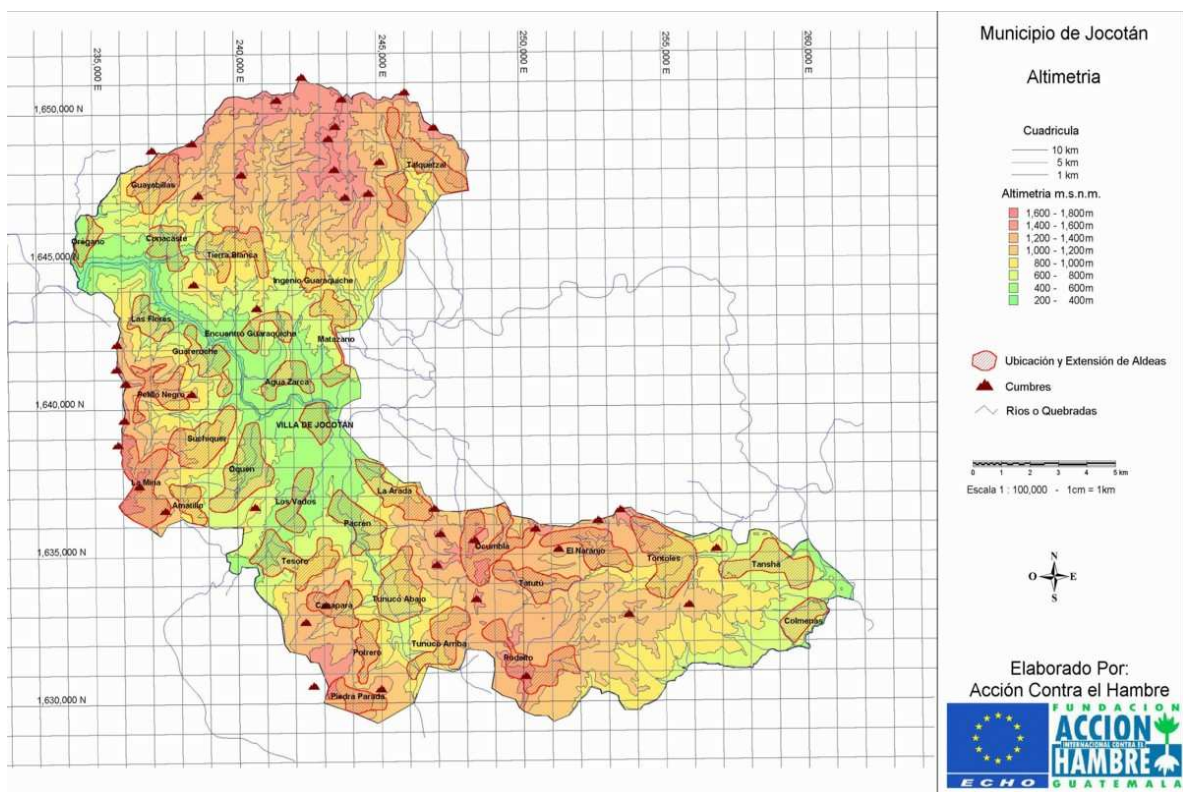 Municipio de Jocotán
Altimetria
Cuadricula
10 km
5 km
1 km
Altimetria m.s.n.m.
1,600 - 1,800m
1,400 - 1,600m
1,200 - 1,400m
1,000 - 1,200m
800 - 1,000m
600 - 800m
400 - 600m
200 - 400m
Ubicación y Extensión de Aldeas
Cumbres
Rios o Quebradas
0 1 2 3 4 5 km
Escala 1 : 100,000 - 1cm = 1km
N
O E
S
Elaborado Por:
Acción Contra el Hambre
ECHO
FUNDACION
ACCION
INTERNACIONAL CONTRA EL
HAMBRE
GUATEMALA
235,000 E
240,000 E
245,000 E
250,000 E
255,000 E
260,000 E
1,650,000 N
1,645,000 N
1,640,000 N
1,635,000 N
1,630,000 N
Talquetzal
Guayabillas
Oregano
Conacaste
Tierra Blanca
Ingenio Guaraquiche
Las Flores
Encuentro Guaraquiche
Matazano
Guareruche
Agua Zarca
Pelillo Negro
VILLA DE JOCOTÁN
Suchiquer
Oquen
La Mina
La Arada
Amatillo
Los Vados
Pacren
Ocumbla
El Naranjo
Tontoles
Tansha
Tesoro
Tatutú
Canapara
Tunucó Abajo
Colmenas
Tunucó Arriba
Potrero
Rodeito
Piedra Parada